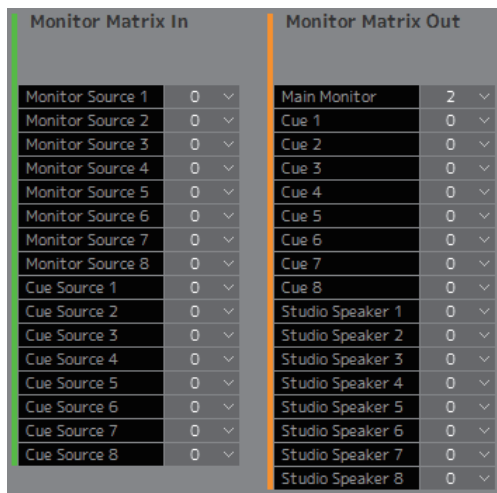 Monitor Matrix In
Monitor Source 1 0
Monitor Source 2 0
Monitor Source 3 0
Monitor Source 4 0
Monitor Source 5 0
Monitor Source 6 0
Monitor Source 7 0
Monitor Source 8 0
Cue Source 1 0
Cue Source 2 0
Cue Source 3 0
Cue Source 4 0
Cue Source 5 0
Cue Source 6 0
Cue Source 7 0
Cue Source 8 0
Monitor Matrix Out
Main Monitor 2
Cue 1 0
Cue 2 0
Cue 3 0
Cue 4 0
Cue 5 0
Cue 6 0
Cue 7 0
Cue 8 0
Studio Speaker 1 0
Studio Speaker 2 0
Studio Speaker 3 0
Studio Speaker 4 0
Studio Speaker 5 0
Studio Speaker 6 0
Studio Speaker 7 0
Studio Speaker 8 0